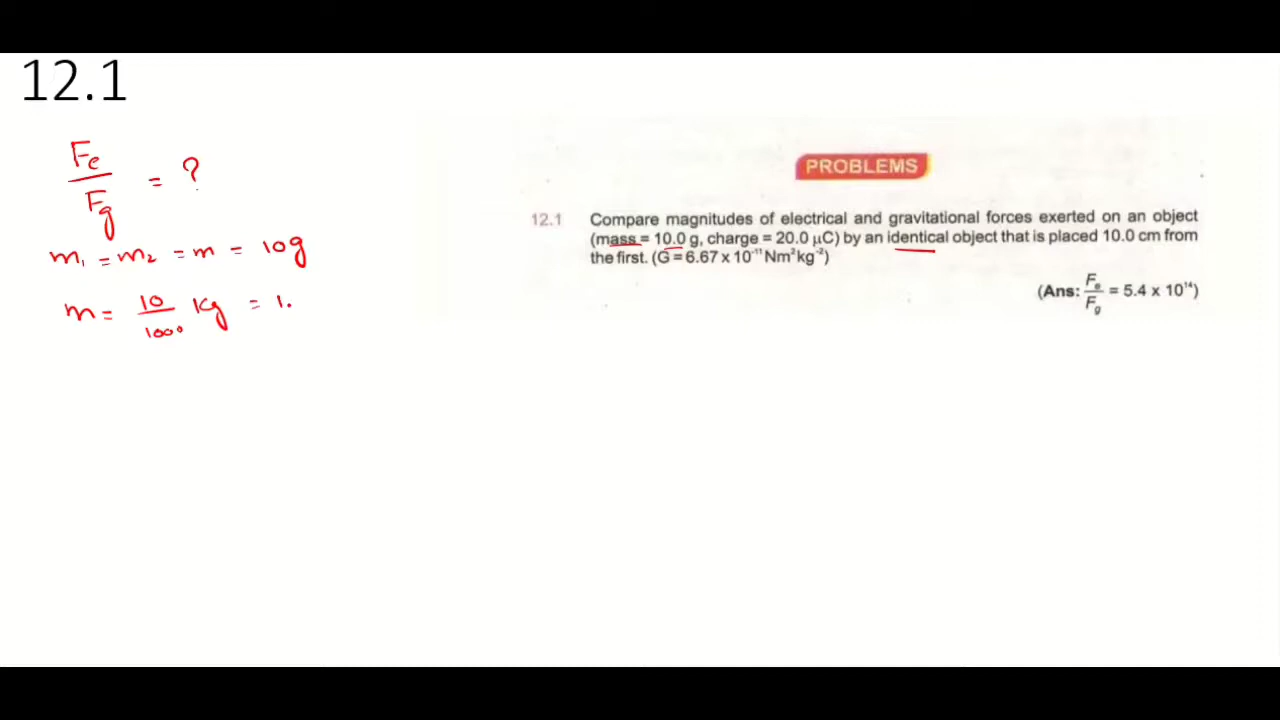 12.1
Fe
Fg
= ?
m₁ = m₂ = m = 10g
m = 10/1000 kg = 1.
PROBLEMS
12.1 Compare magnitudes of electrical and gravitational forces exerted on an object
(mass = 10.0 g, charge = 20.0 μC) by an identical object that is placed 10.0 cm from
the first. (G = 6.67 x 10⁻¹¹ Nm²kg⁻²)
(Ans: Fe/Fg = 5.4 x 10¹⁴)